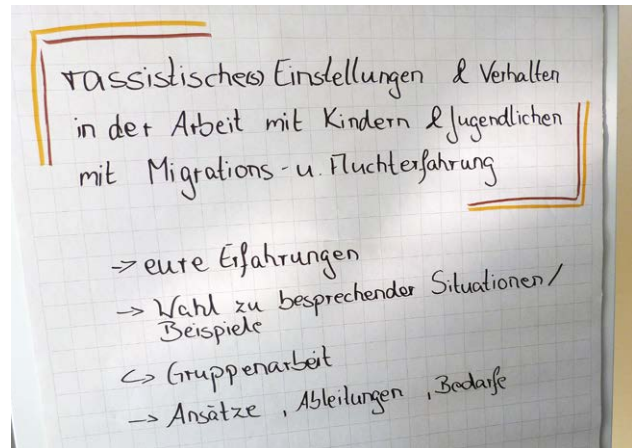 rassistische(s) Einstellungen & Verhalten
in der Arbeit mit Kindern & Jugendlichen
mit Migrations- u. Fluchterfahrung
→ eure Erfahrungen
→ Wahl zu besprechender Situationen/
Beispiele
↪ Gruppenarbeit
→ Ansätze, Ableitungen, Bedarfe